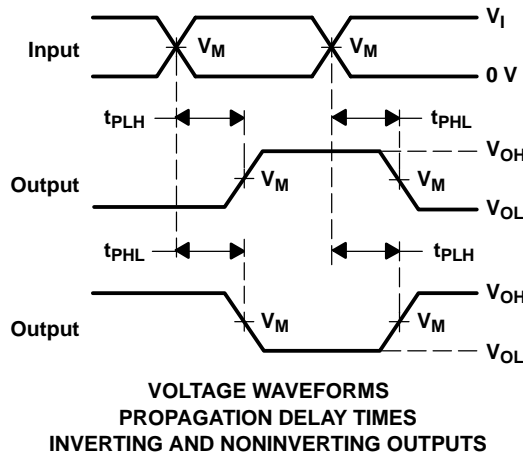 V_I
Input V_M V_M
0 V
t_PLH t_PHL
V_OH
Output V_M V_M
V_OL
t_PHL t_PLH
V_OH
Output V_M V_M
V_OL
VOLTAGE WAVEFORMS
PROPAGATION DELAY TIMES
INVERTING AND NONINVERTING OUTPUTS